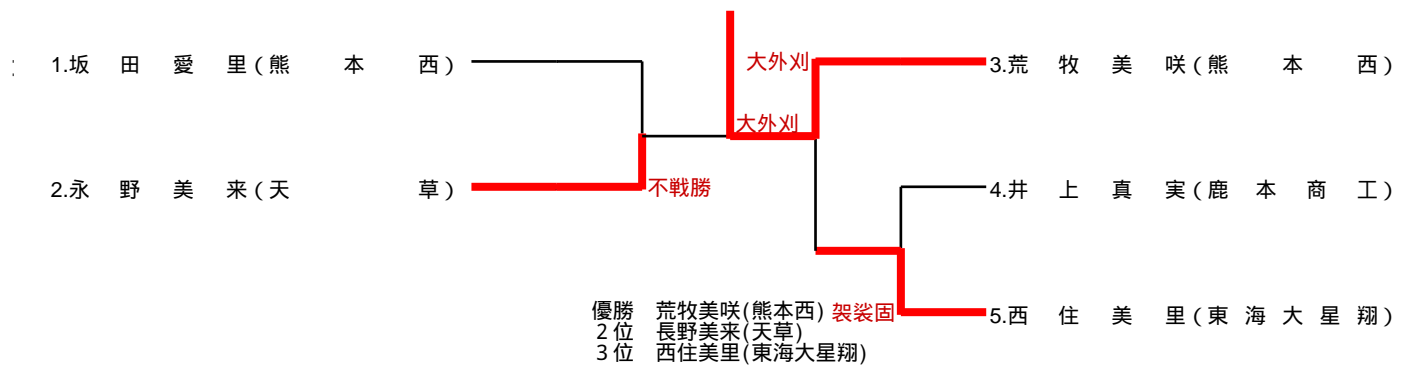 1.坂田愛里(熊本西)
大外刈
3.荒牧美咲(熊本西)
大外刈
2.永野美来(天草)
不戦勝
4.井上真実(鹿本商工)
優勝 荒牧美咲(熊本西)
袈裟固
5.西住美里(東海大星翔)
2位 長野美来(天草)
3位 西住美里(東海大星翔)